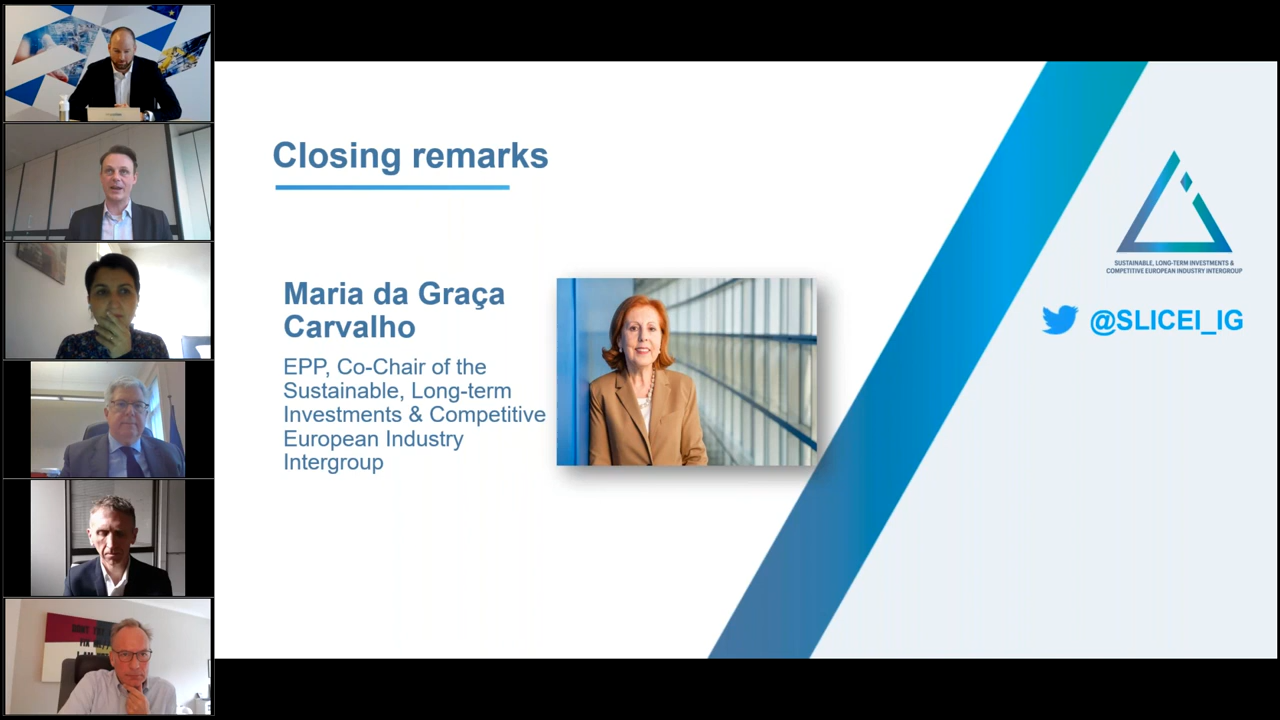 Closing remarks
Maria da Graça
Carvalho
EPP, Co-Chair of the
Sustainable, Long-term
Investments & Competitive
European Industry
Intergroup
SUSTAINABLE, LONG-TERM INVESTMENTS &
COMPETITIVE EUROPEAN INDUSTRY INTERGROUP
@SLICEI_IG